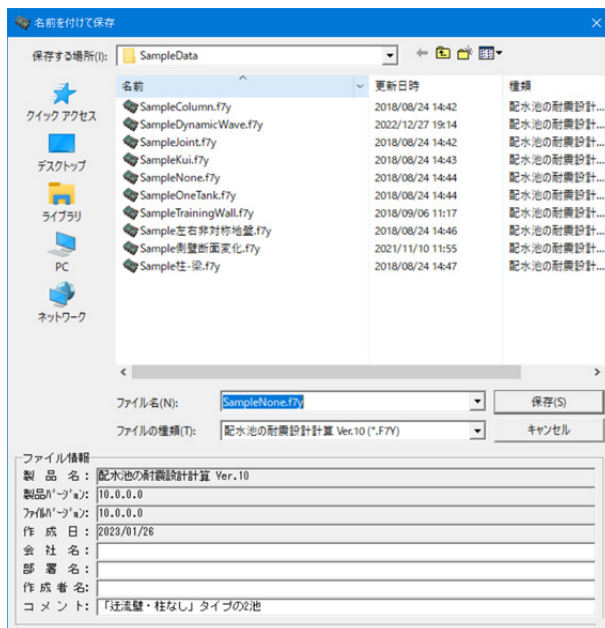 名前を付けて保存
保存する場所(I): SampleData
名前 更新日時 種類
SampleColumn.f7y 2018/08/24 14:42 配水池の耐震設計...
SampleDynamicWave.f7y 2022/12/27 19:14 配水池の耐震設計...
SampleJoint.f7y 2018/08/24 14:42 配水池の耐震設計...
SampleKui.f7y 2018/08/24 14:43 配水池の耐震設計...
SampleNone.f7y 2018/08/24 14:44 配水池の耐震設計...
SampleOneTank.f7y 2018/08/24 14:44 配水池の耐震設計...
SampleTrainingWall.f7y 2018/09/06 11:17 配水池の耐震設計...
Sample左右非対称地盤.f7y 2018/08/24 14:46 配水池の耐震設計...
Sample側壁断面変化.f7y 2021/11/10 11:55 配水池の耐震設計...
Sample柱-梁.f7y 2018/08/24 14:47 配水池の耐震設計...
クイック アクセス
デスクトップ
ライブラリ
PC
ネットワーク
ファイル名(N): SampleNone.f7y 保存(S)
ファイルの種類(T): 配水池の耐震設計計算 Ver.10 (*.F7Y) キャンセル
ファイル情報
製品名: 配水池の耐震設計計算 Ver.10
製品ﾊﾞｰｼﾞｮﾝ: 10.0.0.0
ﾌｧｲﾙﾊﾞｰｼﾞｮﾝ: 10.0.0.0
作成日: 2023/01/26
会社名:
部署名:
作成者名:
コメント: 「迂流壁・柱なし」タイプの2池